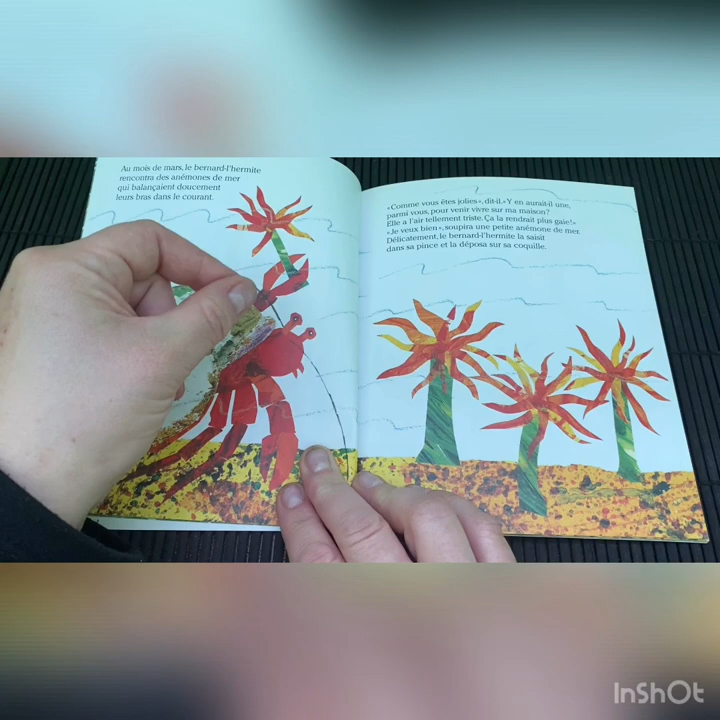 Au mois de mars, le bernard-l'hermite
rencontra des anémones de mer
qui balançaient doucement
leurs bras dans le courant.
«Comme vous êtes jolies», dit-il. «Y en aurait-il une,
parmi vous, pour venir vivre sur ma maison?
Elle a l'air tellement triste. Ça la rendrait plus gaie!»
«Je veux bien», soupira une petite anémone de mer.
Délicatement, le bernard-l'hermite la saisit
dans sa pince et la déposa sur sa coquille.
InShOt